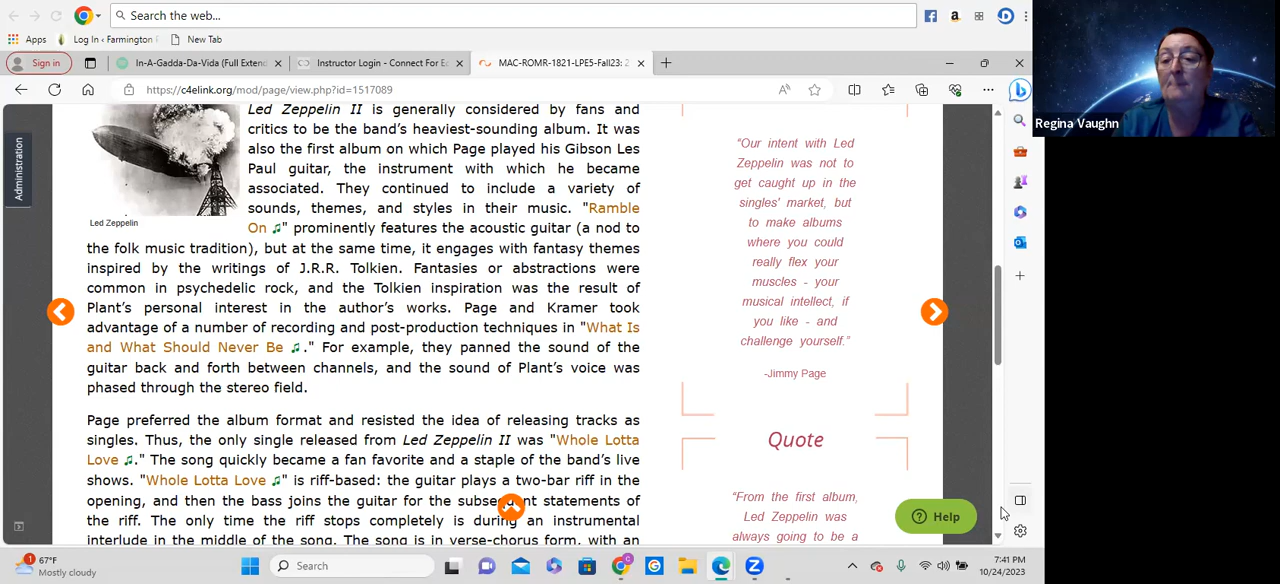 Search the web...
Apps
Log In ‹ Farmington
New Tab
Sign in
In-A-Gadda-Da-Vida (Full Extend
Instructor Login - Connect For E
MAC-ROMR-1821-LPE5-Fall23: 2
https://c4elink.org/mod/page/view.php?id=1517089
Administration
Led Zeppelin
Led Zeppelin II is generally considered by fans and
critics to be the band's heaviest-sounding album. It was
also the first album on which Page played his Gibson Les
Paul guitar, the instrument with which he became
associated. They continued to include a variety of
sounds, themes, and styles in their music. "Ramble
On ♫" prominently features the acoustic guitar (a nod to
the folk music tradition), but at the same time, it engages with fantasy themes
inspired by the writings of J.R.R. Tolkien. Fantasies or abstractions were
common in psychedelic rock, and the Tolkien inspiration was the result of
Plant's personal interest in the author's works. Page and Kramer took
advantage of a number of recording and post-production techniques in "What Is
and What Should Never Be ♫." For example, they panned the sound of the
guitar back and forth between channels, and the sound of Plant's voice was
phased through the stereo field.
Page preferred the album format and resisted the idea of releasing tracks as
singles. Thus, the only single released from Led Zeppelin II was "Whole Lotta
Love ♫." The song quickly became a fan favorite and a staple of the band's live
shows. "Whole Lotta Love ♫" is riff-based: the guitar plays a two-bar riff in the
opening, and then the bass joins the guitar for the subsequent statements of
the riff. The only time the riff stops completely is during an instrumental
interlude in the middle of the song. The song is in verse-chorus form, with an
"Our intent with Led
Zeppelin was not to
get caught up in the
singles' market, but
to make albums
where you could
really flex your
muscles - your
musical intellect, if
you like - and
challenge yourself."
-Jimmy Page
Quote
"From the first album,
Led Zeppelin was
always going to be a
Help
Regina Vaughn
67°F
Mostly cloudy
Search
7:41 PM
10/24/2023